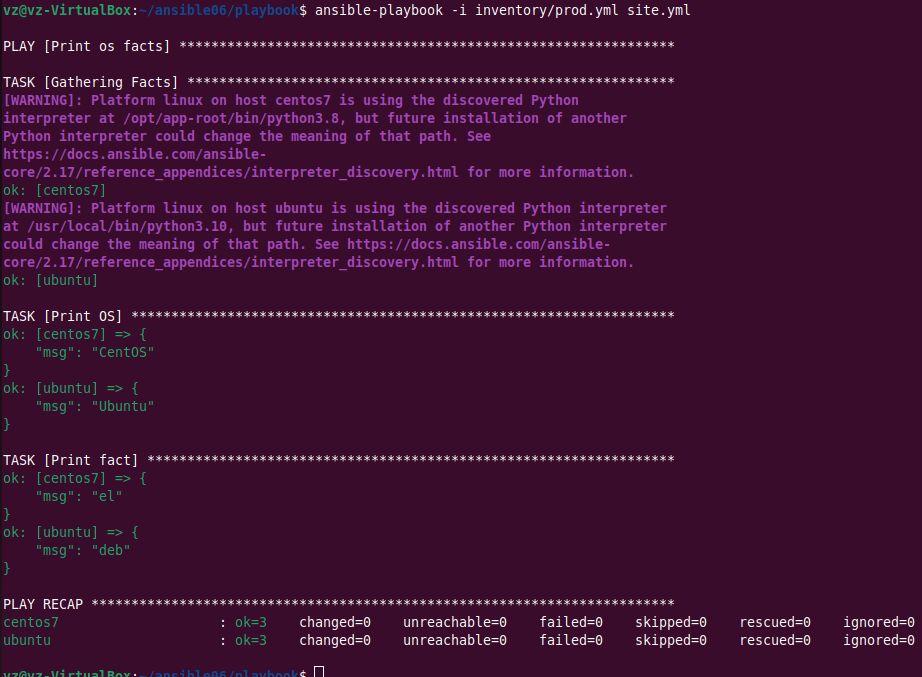 vz@vz-VirtualBox:~/ansible06/playbook$ ansible-playbook -i inventory/prod.yml site.yml
PLAY [Print os facts] **************************************************************
TASK [Gathering Facts] *************************************************************
[WARNING]: Platform linux on host centos7 is using the discovered Python
interpreter at /opt/app-root/bin/python3.8, but future installation of another
Python interpreter could change the meaning of that path. See
https://docs.ansible.com/ansible-
core/2.17/reference_appendices/interpreter_discovery.html for more information.
ok: [centos7]
[WARNING]: Platform linux on host ubuntu is using the discovered Python interpreter
at /usr/local/bin/python3.10, but future installation of another Python interpreter
could change the meaning of that path. See https://docs.ansible.com/ansible-
core/2.17/reference_appendices/interpreter_discovery.html for more information.
ok: [ubuntu]
TASK [Print OS] ********************************************************************
ok: [centos7] => {
    "msg": "CentOS"
}
ok: [ubuntu] => {
    "msg": "Ubuntu"
}
TASK [Print fact] ******************************************************************
ok: [centos7] => {
    "msg": "el"
}
ok: [ubuntu] => {
    "msg": "deb"
}
PLAY RECAP *************************************************************************
centos7                    : ok=3    changed=0    unreachable=0    failed=0    skipped=0    rescued=0    ignored=0
ubuntu                     : ok=3    changed=0    unreachable=0    failed=0    skipped=0    rescued=0    ignored=0
vz@vz-VirtualBox:~/ansible06/playbook$